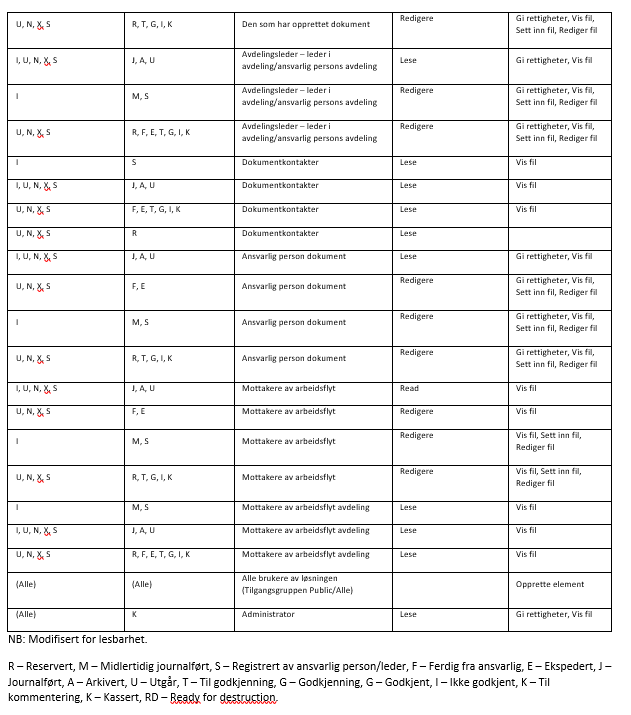 U, N, X, S R, T, G, I, K Den som har opprettet dokument Redigere Gi rettigheter, Vis fil,
Sett inn fil, Rediger fil
I, U, N, X, S J, A, U Avdelingsleder – leder i
avdeling/ansvarlig persons avdeling Lese Gi rettigheter, Vis fil
I M, S Avdelingsleder – leder i
avdeling/ansvarlig persons avdeling Redigere Gi rettigheter, Vis fil,
Sett inn fil, Rediger fil
U, N, X, S R, F, E, T, G, I, K Avdelingsleder – leder i
avdeling/ansvarlig persons avdeling Redigere Gi rettigheter, Vis fil,
Sett inn fil, Rediger fil
I S Dokumentkontakter Lese Vis fil
I, U, N, X, S J, A, U Dokumentkontakter Lese Vis fil
U, N, X, S F, E, T, G, I, K Dokumentkontakter Lese Vis fil
U, N, X, S R Dokumentkontakter Lese
I, U, N, X, S J, A, U Ansvarlig person dokument Lese Gi rettigheter, Vis fil
U, N, X, S F, E Ansvarlig person dokument Redigere Gi rettigheter, Vis fil,
Sett inn fil, Rediger fil
I M, S Ansvarlig person dokument Redigere Gi rettigheter, Vis fil,
Sett inn fil, Rediger fil
U, N, X, S R, T, G, I, K Ansvarlig person dokument Redigere Gi rettigheter, Vis fil,
Sett inn fil, Rediger fil
I, U, N, X, S J, A, U Mottakere av arbeidsflyt Read Vis fil
U, N, X, S F, E Mottakere av arbeidsflyt Redigere Vis fil
I M, S Mottakere av arbeidsflyt Redigere Vis fil, Sett inn fil,
Rediger fil
U, N, X, S R, T, G, I, K Mottakere av arbeidsflyt Redigere Vis fil, Sett inn fil,
Rediger fil
I M, S Mottakere av arbeidsflyt avdeling Lese Vis fil
I, U, N, X, S J, A, U Mottakere av arbeidsflyt avdeling Lese Vis fil
U, N, X, S R, F, E, T, G, I, K Mottakere av arbeidsflyt avdeling Lese Vis fil
(Alle) (Alle) Alle brukere av løsningen
(Tilgangsgruppen Public/Alle) Opprette element
(Alle) K Administrator Lese Gi rettigheter, Vis fil
NB: Modifisert for lesbarhet.
R – Reservert, M – Midlertidig journalført, S – Registrert av ansvarlig person/leder, F – Ferdig fra ansvarlig, E – Ekspedert, J –
Journalført, A – Arkivert, U – Utgår, T – Til godkjenning, G – Godkjenning, G – Godkjent, I – Ikke godkjent, K – Til
kommentering, K – Kassert, RD – Ready for destruction.